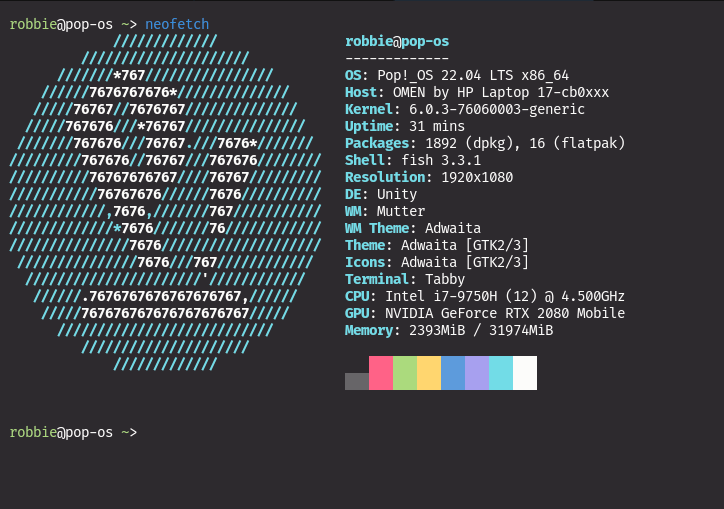 robbie@pop-os ~> neofetch
             /////////////                robbie@pop-os
         /////////////////////            -------------
      ///////*767////////////////         OS: Pop!_OS 22.04 LTS x86_64
    //////7676767676*//////////////       Host: OMEN by HP Laptop 17-cb0xxx
   /////76767//7676767//////////////      Kernel: 6.0.3-76060003-generic
  /////767676///*76767///////////////     Uptime: 31 mins
 ///////767676///76767.///7676*///////    Packages: 1892 (dpkg), 16 (flatpak)
/////////767676//76767///767676////////   Shell: fish 3.3.1
//////////76767676767////76767/////////   Resolution: 1920x1080
///////////76767676//////7676//////////   DE: Unity
////////////,7676,///////767///////////   WM: Mutter
/////////////*7676///////76////////////   WM Theme: Adwaita
///////////////7676////////////////////   Theme: Adwaita [GTK2/3]
 ///////////////7676///767////////////    Icons: Adwaita [GTK2/3]
  //////////////////////'////////////     Terminal: Tabby
   //////.7676767676767676767,//////      CPU: Intel i7-9750H (12) @ 4.500GHz
    /////767676767676767676767/////       GPU: NVIDIA GeForce RTX 2080 Mobile
      ///////////////////////////         Memory: 2393MiB / 31974MiB
         /////////////////////
             /////////////
robbie@pop-os ~>